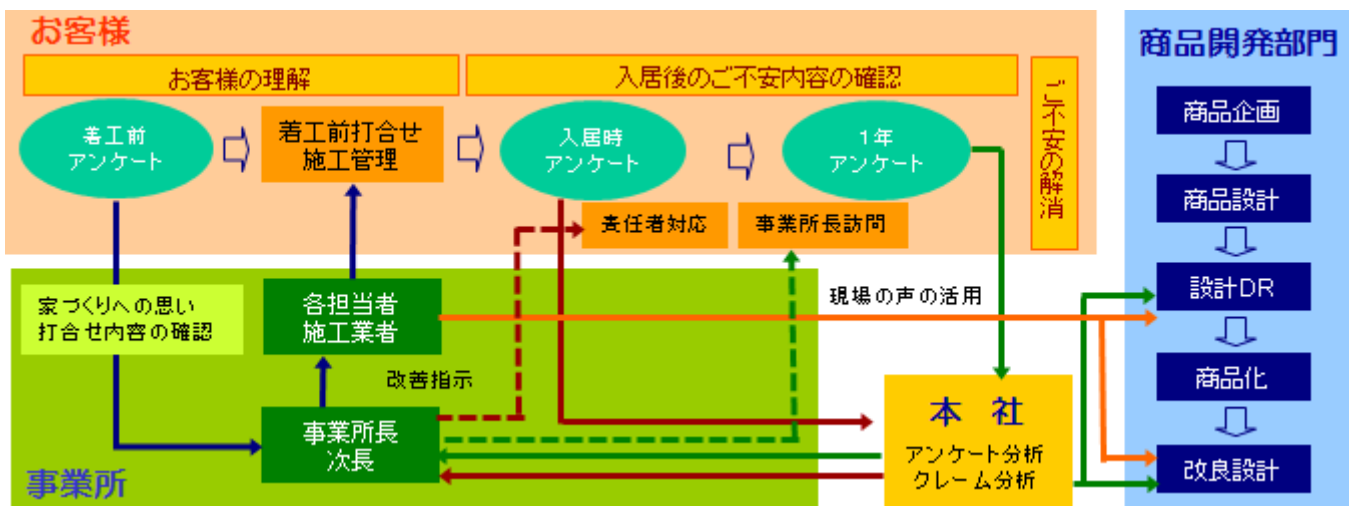 お客様
お客様の理解
入居後のご不安内容の確認
ご不安の解消
着工前
アンケート
着工前打合せ
施工管理
入居時
アンケート
1年
アンケート
責任者対応
事業所長訪問
家づくりへの思い
打合せ内容の確認
各担当者
施工業者
改善指示
事業所長
次長
事業所
現場の声の活用
本社
アンケート分析
クレーム分析
商品開発部門
商品企画
商品設計
設計DR
商品化
改良設計